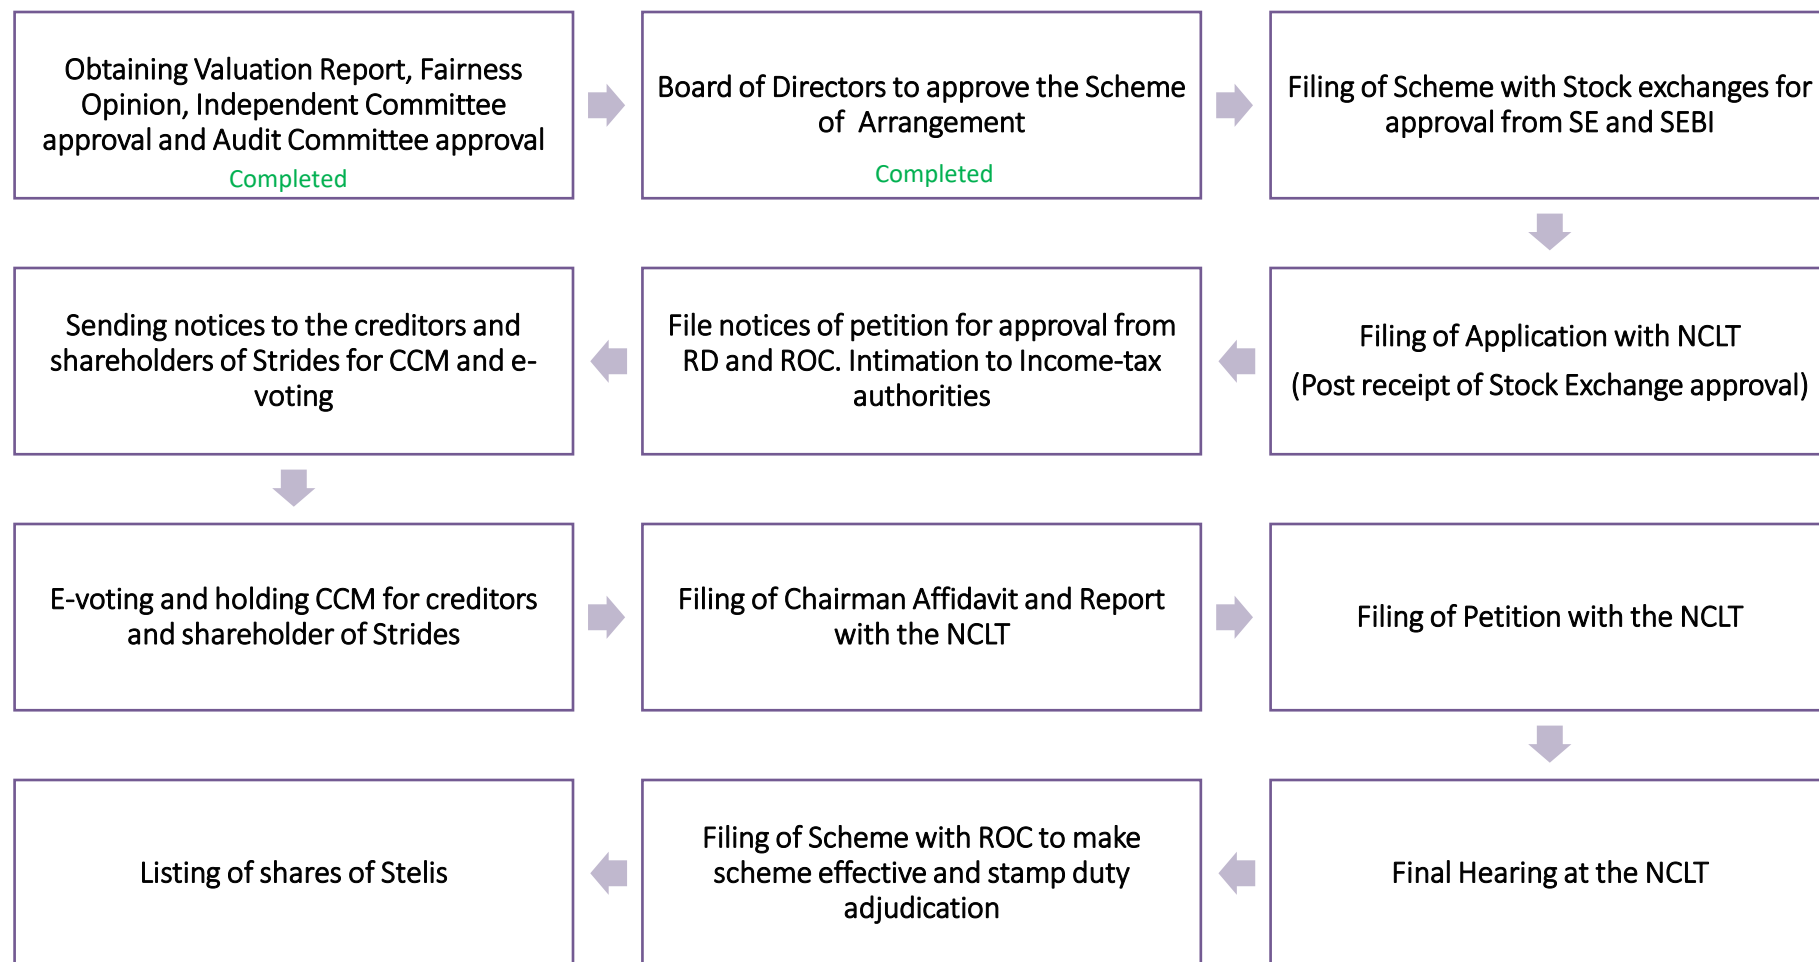 Obtaining Valuation Report, Fairness
Opinion, Independent Committee
approval and Audit Committee approval
Completed
Board of Directors to approve the Scheme
of Arrangement
Completed
Filing of Scheme with Stock exchanges for
approval from SE and SEBI
Filing of Application with NCLT
(Post receipt of Stock Exchange approval)
File notices of petition for approval from
RD and ROC. Intimation to Income-tax
authorities
Sending notices to the creditors and
shareholders of Strides for CCM and e-
voting
E-voting and holding CCM for creditors
and shareholder of Strides
Filing of Chairman Affidavit and Report
with the NCLT
Filing of Petition with the NCLT
Final Hearing at the NCLT
Filing of Scheme with ROC to make
scheme effective and stamp duty
adjudication
Listing of shares of Stelis